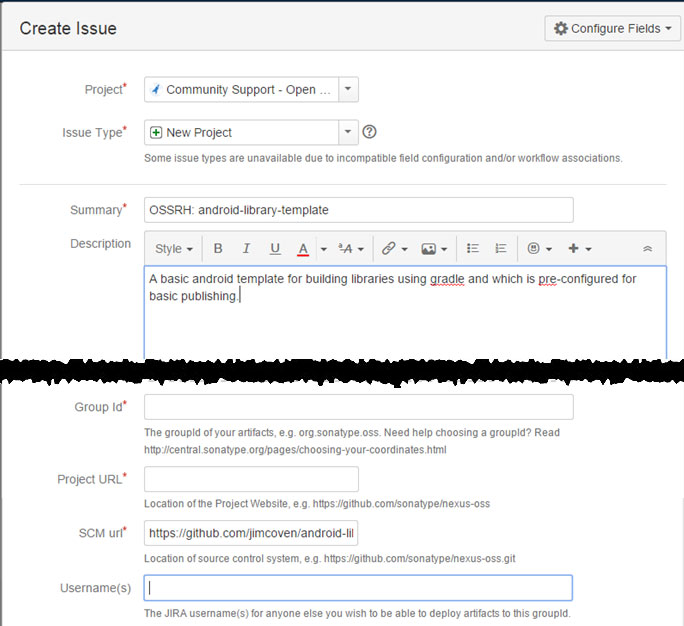 Create Issue
Configure Fields
Project*
Community Support - Open ...
Issue Type*
New Project
Some issue types are unavailable due to incompatible field configuration and/or workflow associations.
Summary*
OSSRH: android-library-template
Description
Style B I U A ªA
A basic android template for building libraries using gradle and which is pre-configured for
basic publishing.
Group Id*
The groupId of your artifacts, e.g. org.sonatype.oss. Need help choosing a groupId? Read
http://central.sonatype.org/pages/choosing-your-coordinates.html
Project URL*
Location of the Project Website, e.g. https://github.com/sonatype/nexus-oss
SCM url*
https://github.com/jimcoven/android-lil
Location of source control system, e.g. https://github.com/sonatype/nexus-oss.git
Username(s)
The JIRA username(s) for anyone else you wish to be able to deploy artifacts to this groupId.